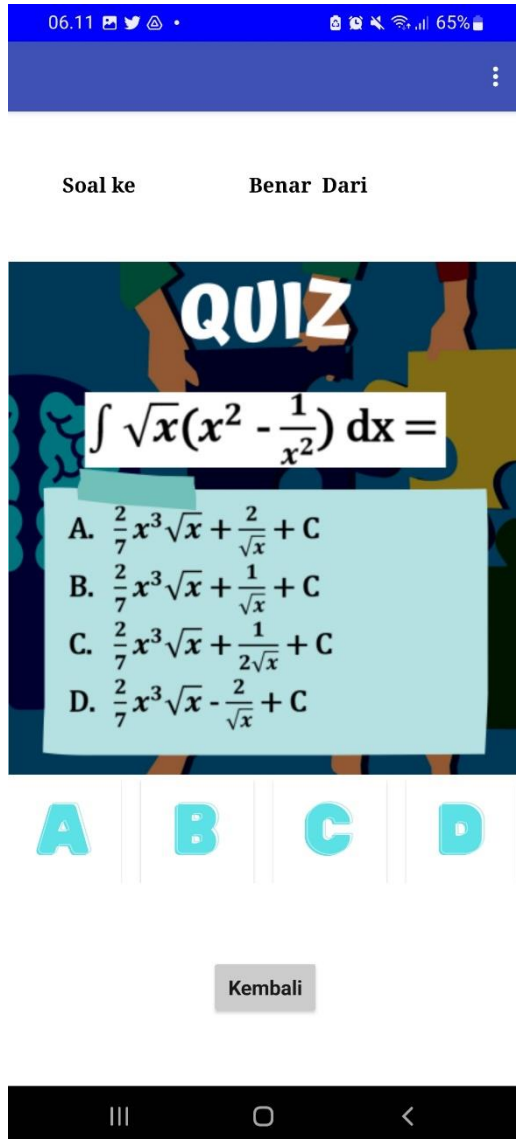 06.11 65%
Soal ke Benar Dari
QUIZ
∫ √x(x² - 1/x²) dx =
A. 2/7 x³√x + 2/√x + C
B. 2/7 x³√x + 1/√x + C
C. 2/7 x³√x + 1/2√x + C
D. 2/7 x³√x - 2/√x + C
A B C D
Kembali